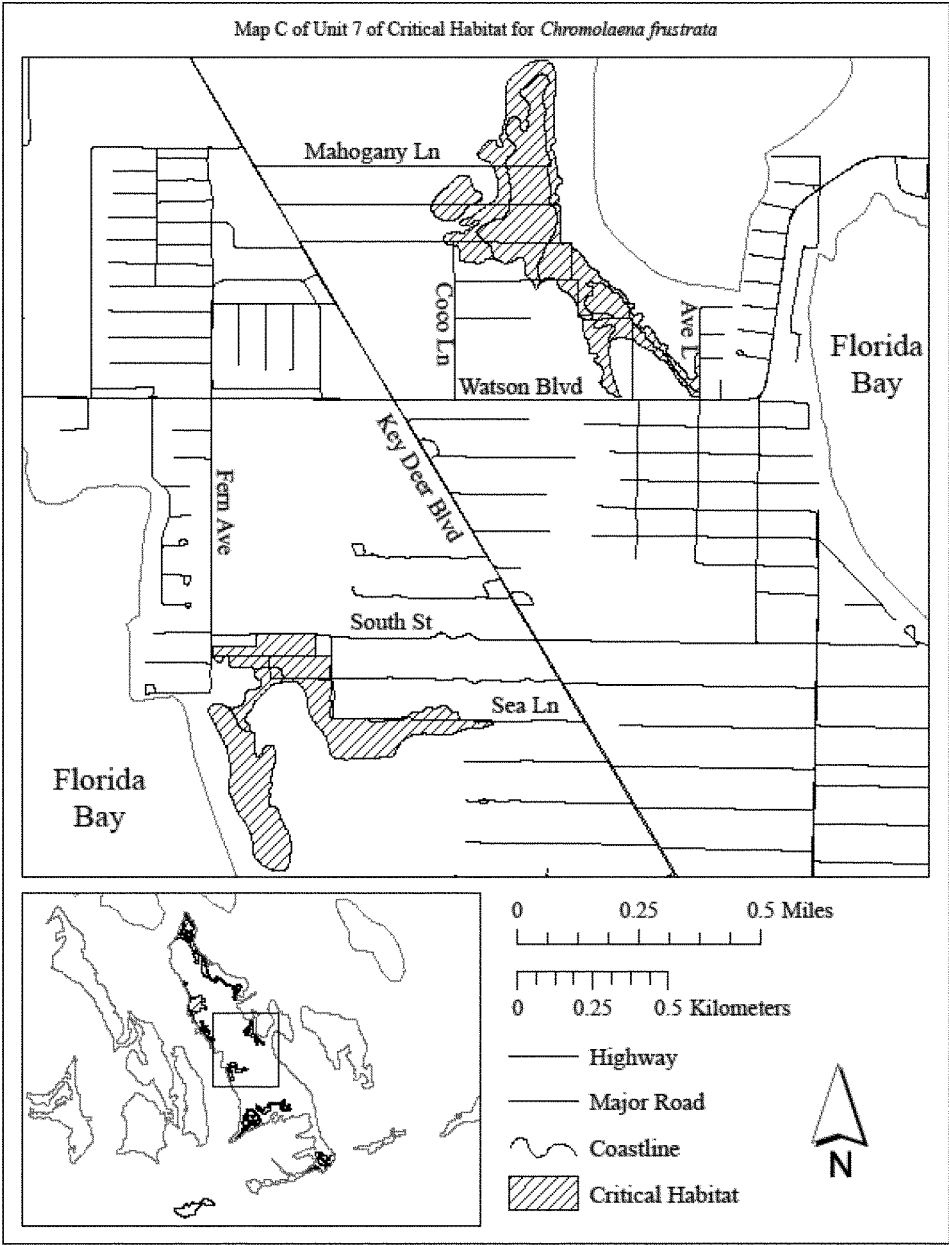 Map C of Unit 7 of Critical Habitat for Chromolaena frustrata
Mahogany Ln
Coco Ln
Ave L
Florida
Bay
Watson Blvd
Key Deer Blvd
Fern Ave
South St
Sea Ln
Florida
Bay
0 0.25 0.5 Miles
0 0.25 0.5 Kilometers
Highway
Major Road
Coastline
Critical Habitat
N